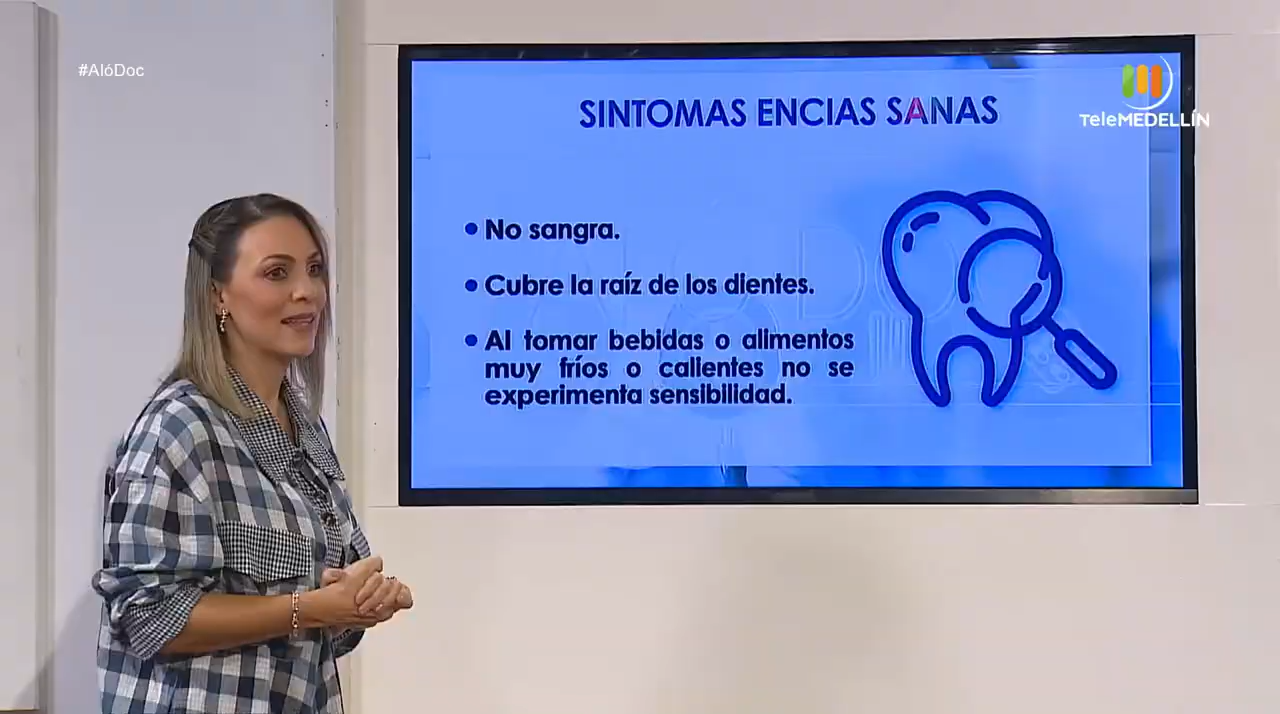 #AlóDoc
TeleMEDELLÍN
SINTOMAS ENCIAS SANAS
• No sangra.
• Cubre la raíz de los dientes.
• Al tomar bebidas o alimentos
muy fríos o calientes no se
experimenta sensibilidad.